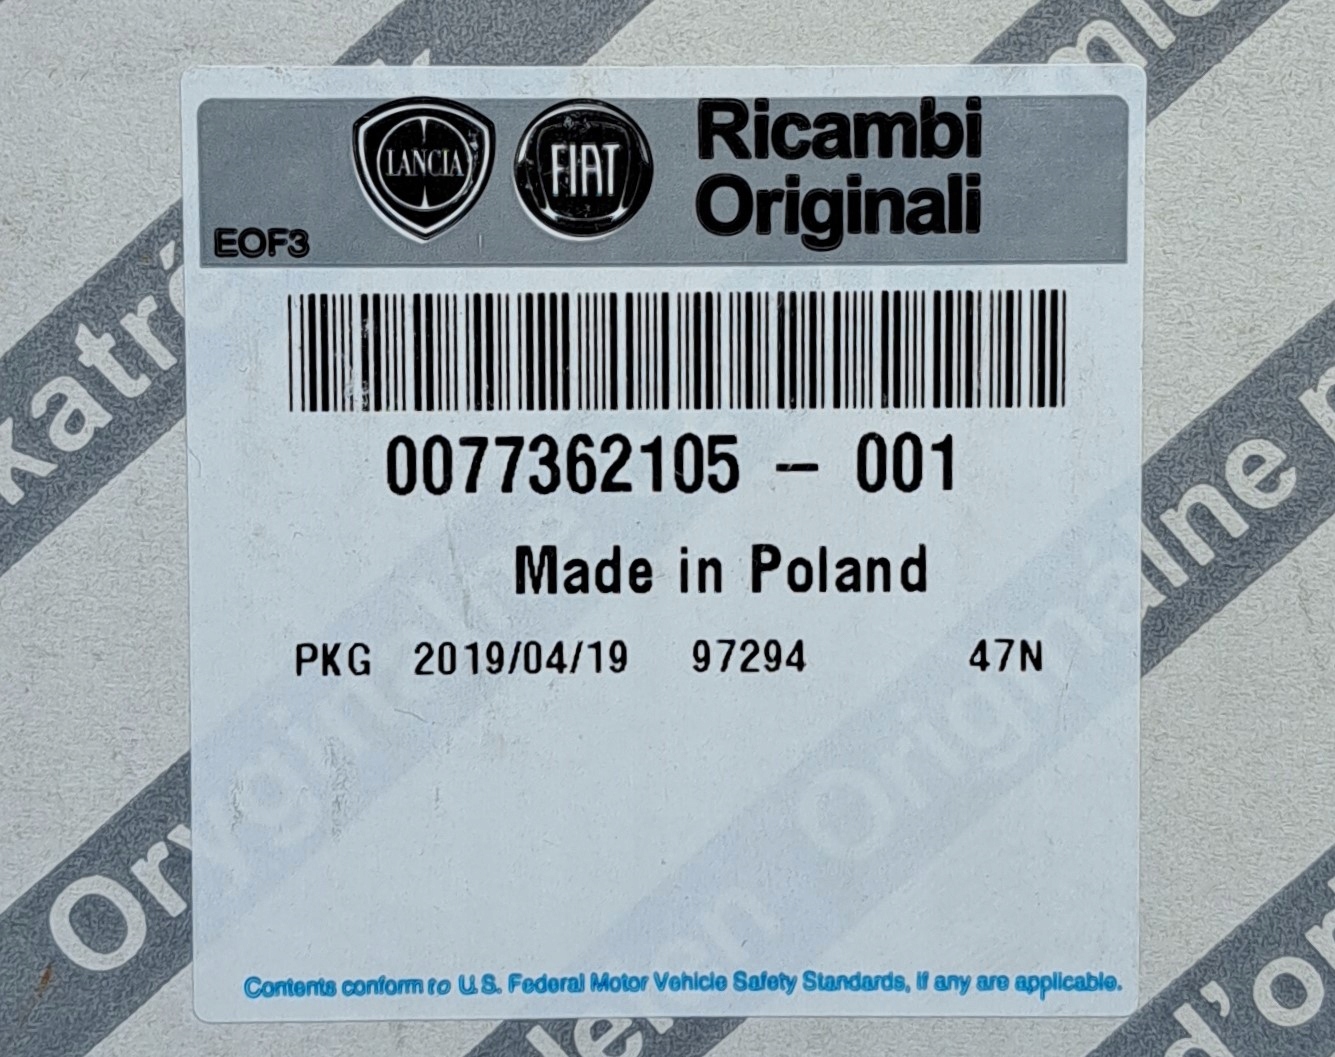 LANCIA
FIAT
Ricambi
Originali
EOF3
0077362105 – 001
Made in Poland
PKG 2019/04/19 97294 47N
Contents conform to U.S. Federal Motor Vehicle Safety Standards, if any are applicable.